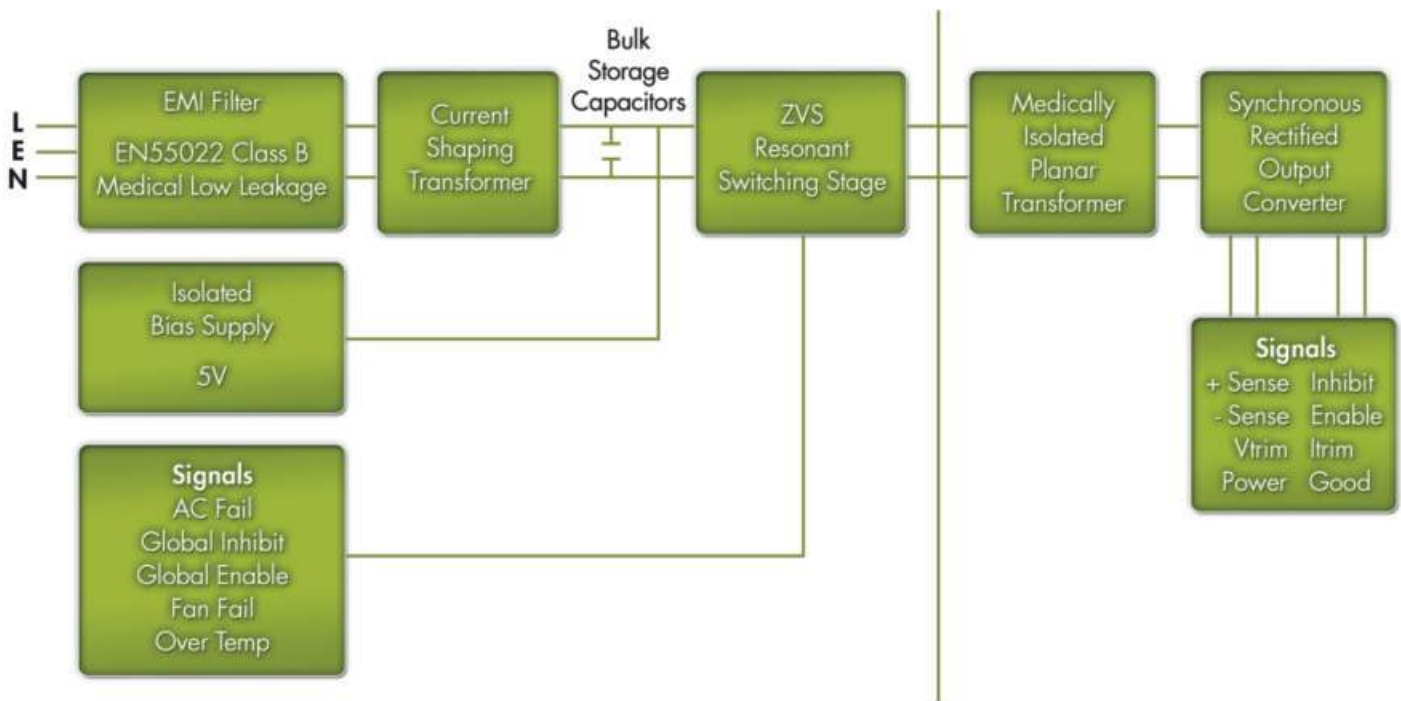 L
E
N
EMI Filter
EN55022 Class B
Medical Low Leakage
Current
Shaping
Transformer
Bulk
Storage
Capacitors
ZVS
Resonant
Switching Stage
Medically
Isolated
Planar
Transformer
Synchronous
Rectified
Output
Converter
Isolated
Bias Supply
5V
Signals
AC Fail
Global Inhibit
Global Enable
Fan Fail
Over Temp
Signals
+ Sense Inhibit
- Sense Enable
Vtrim Itrim
Power Good